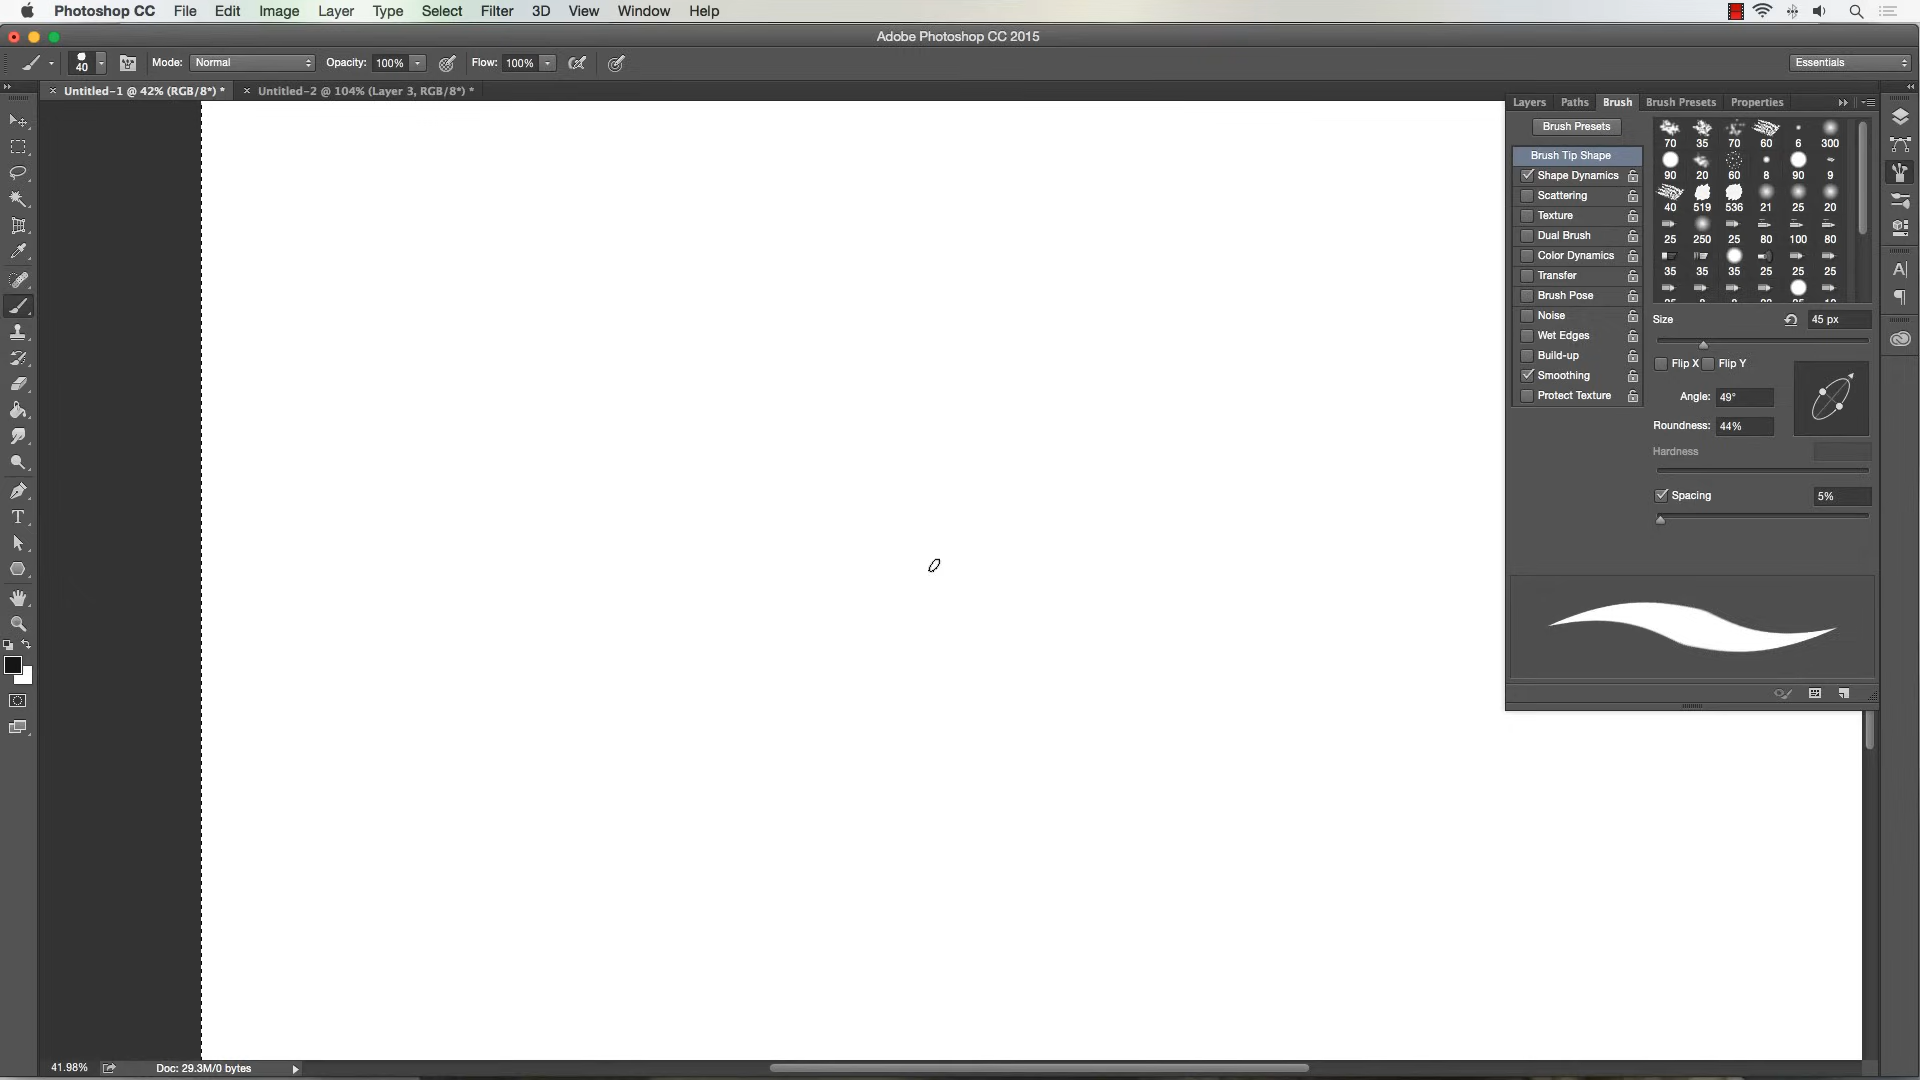 Photoshop CC File Edit Image Layer Type Select Filter 3D View Window Help
Adobe Photoshop CC 2015
40 Mode: Normal Opacity: 100% Flow: 100% Essentials
Untitled-1 @ 42% (RGB/8*) * Untitled-2 @ 104% (Layer 3, RGB/8*) *
Layers Paths Brush Brush Presets Properties
Brush Presets
Brush Tip Shape
Shape Dynamics
Scattering
Texture
Dual Brush
Color Dynamics
Transfer
Brush Pose
Noise
Wet Edges
Build-up
Smoothing
Protect Texture
70 35 70 60 6 300
90 20 60 8 90 9
40 519 536 21 25 20
25 250 25 80 100 80
35 35 35 25 25 25
Size 45 px
Flip X Flip Y
Angle: 49°
Roundness: 44%
Hardness
Spacing 5%
T
A
41.98% Doc: 29.3M/0 bytes